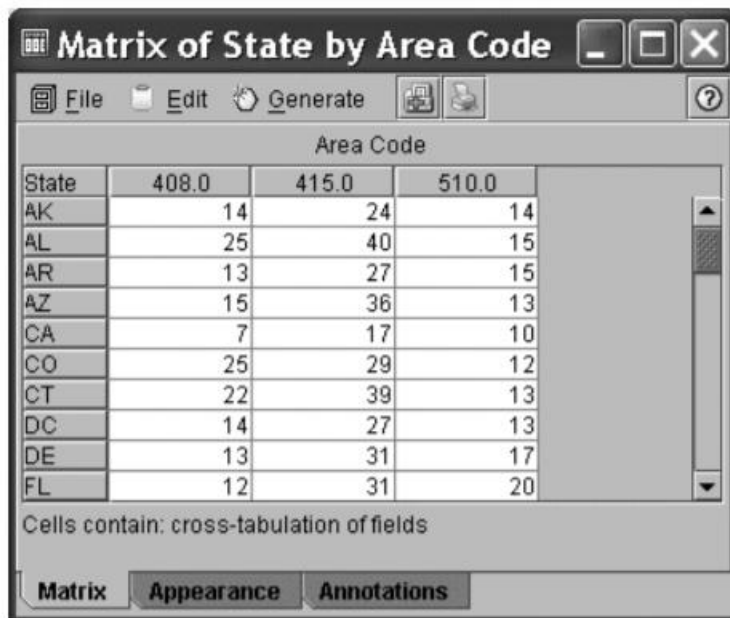 Matrix of State by Area Code
File Edit Generate
Area Code
State 408.0 415.0 510.0
AK 14 24 14
AL 25 40 15
AR 13 27 15
AZ 15 36 13
CA 7 17 10
CO 25 29 12
CT 22 39 13
DC 14 27 13
DE 13 31 17
FL 12 31 20
Cells contain: cross-tabulation of fields
Matrix Appearance Annotations